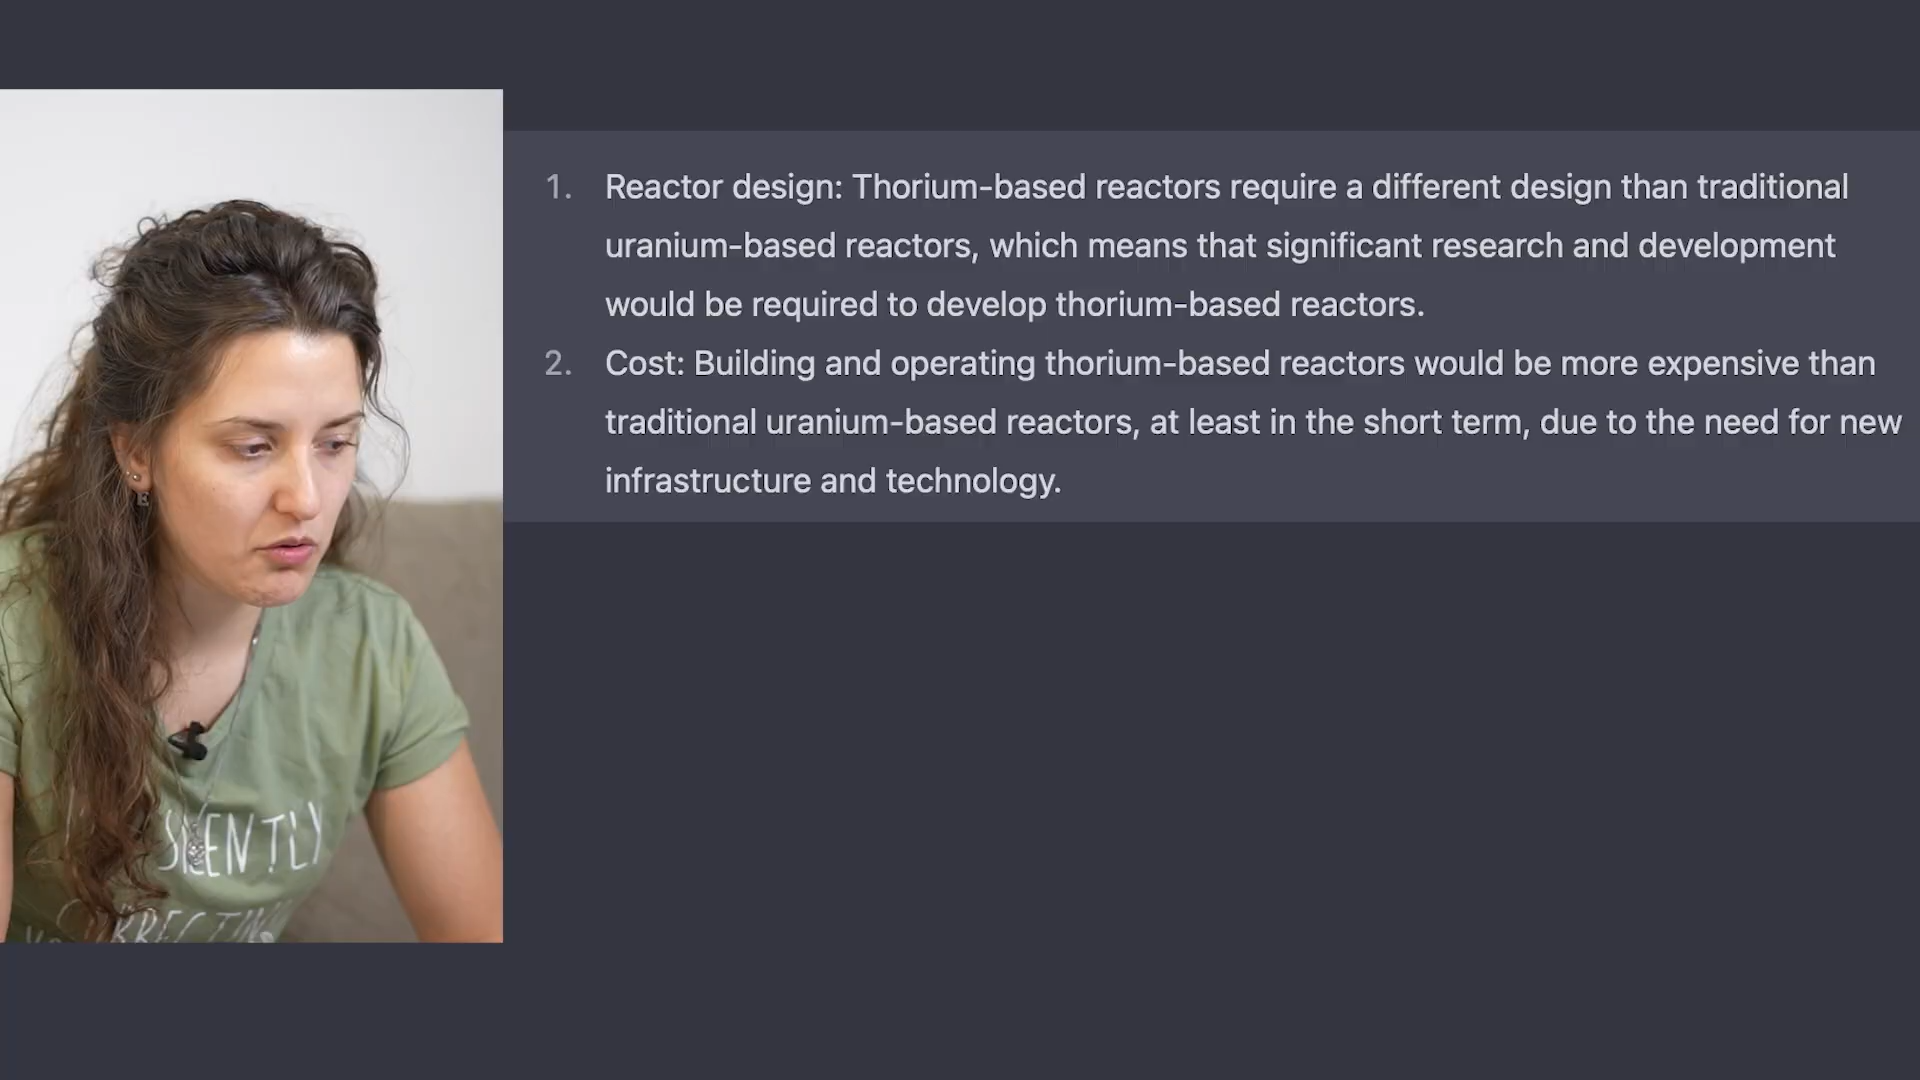 1. Reactor design: Thorium-based reactors require a different design than traditional
uranium-based reactors, which means that significant research and development
would be required to develop thorium-based reactors.
2. Cost: Building and operating thorium-based reactors would be more expensive than
traditional uranium-based reactors, at least in the short term, due to the need for new
infrastructure and technology.
E